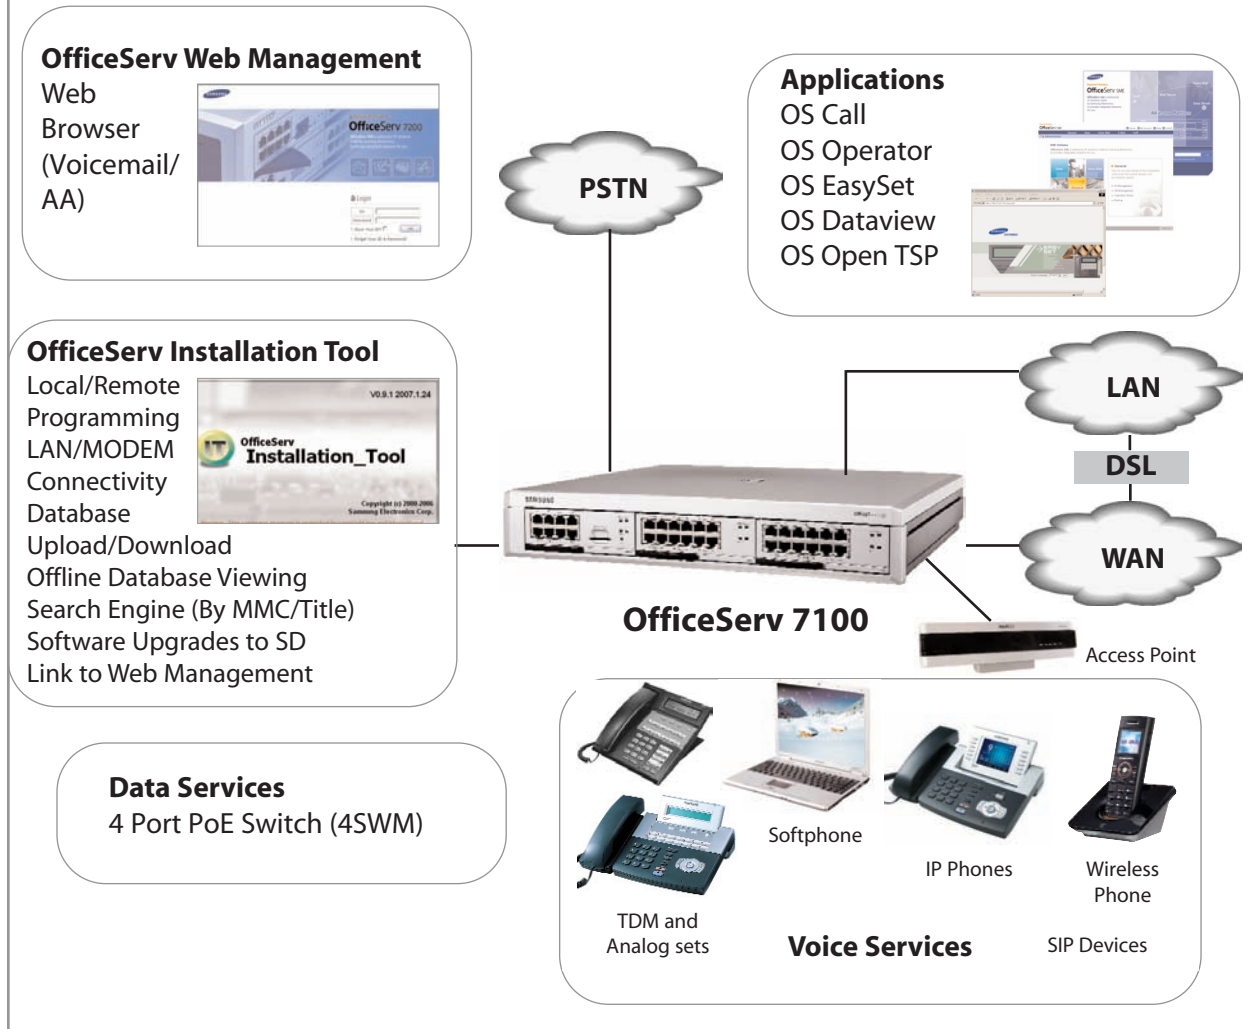 OfficeServ Web Management
Web
Browser
(Voicemail/
AA)
SAMSUNG
OfficeServ 7200
Login
PSTN
Applications
OS Call
OS Operator
OS EasySet
OS Dataview
OS Open TSP
OfficeServ Installation Tool
Local/Remote
Programming
LAN/MODEM
Connectivity
Database
Upload/Download
Offline Database Viewing
Search Engine (By MMC/Title)
Software Upgrades to SD
Link to Web Management
V0.9.1 2007.1.24
IT
OfficeServ
Installation_Tool
Copyright (c) 2000-2006
Samsung Electronics Corp.
LAN
DSL
WAN
SAMSUNG
OfficeServ 7100
Access Point
Data Services
4 Port PoE Switch (4SWM)
Softphone
IP Phones
Wireless
Phone
TDM and
Analog sets
Voice Services
SIP Devices